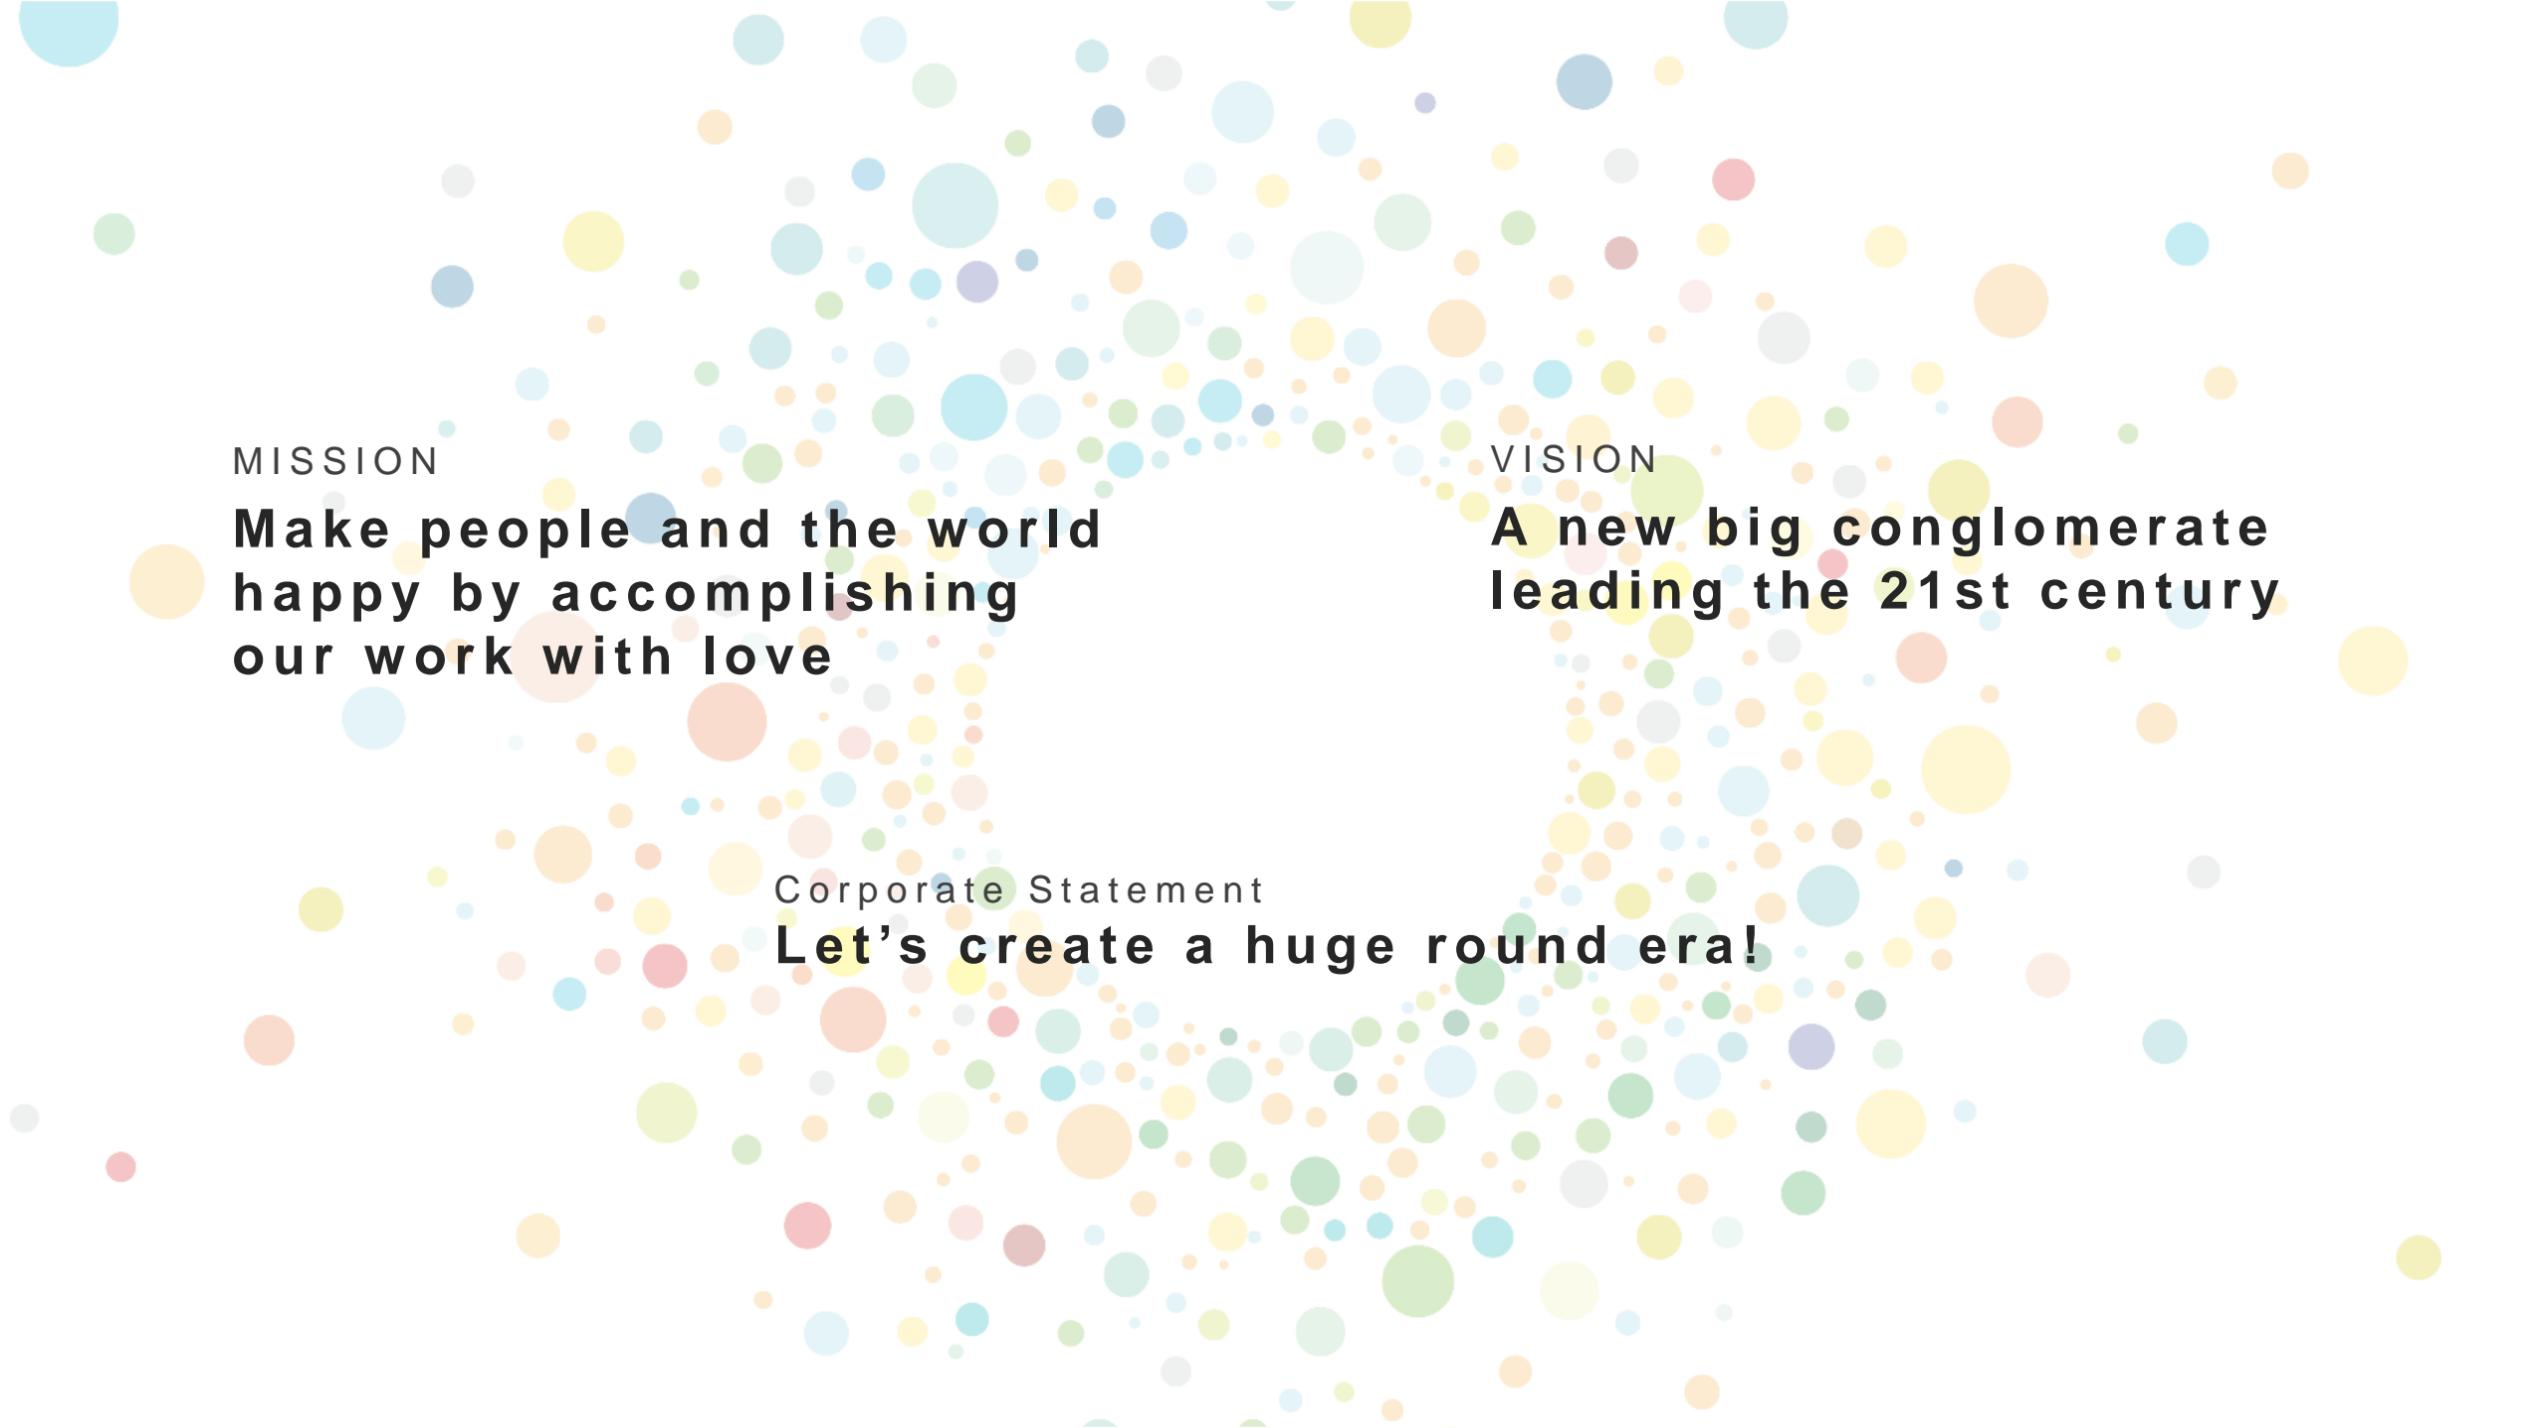 MISSION
Make people and the world
happy by accomplishing
our work with love
VISION
A new big conglomerate
leading the 21st century
Corporate Statement
Let’s create a huge round era!